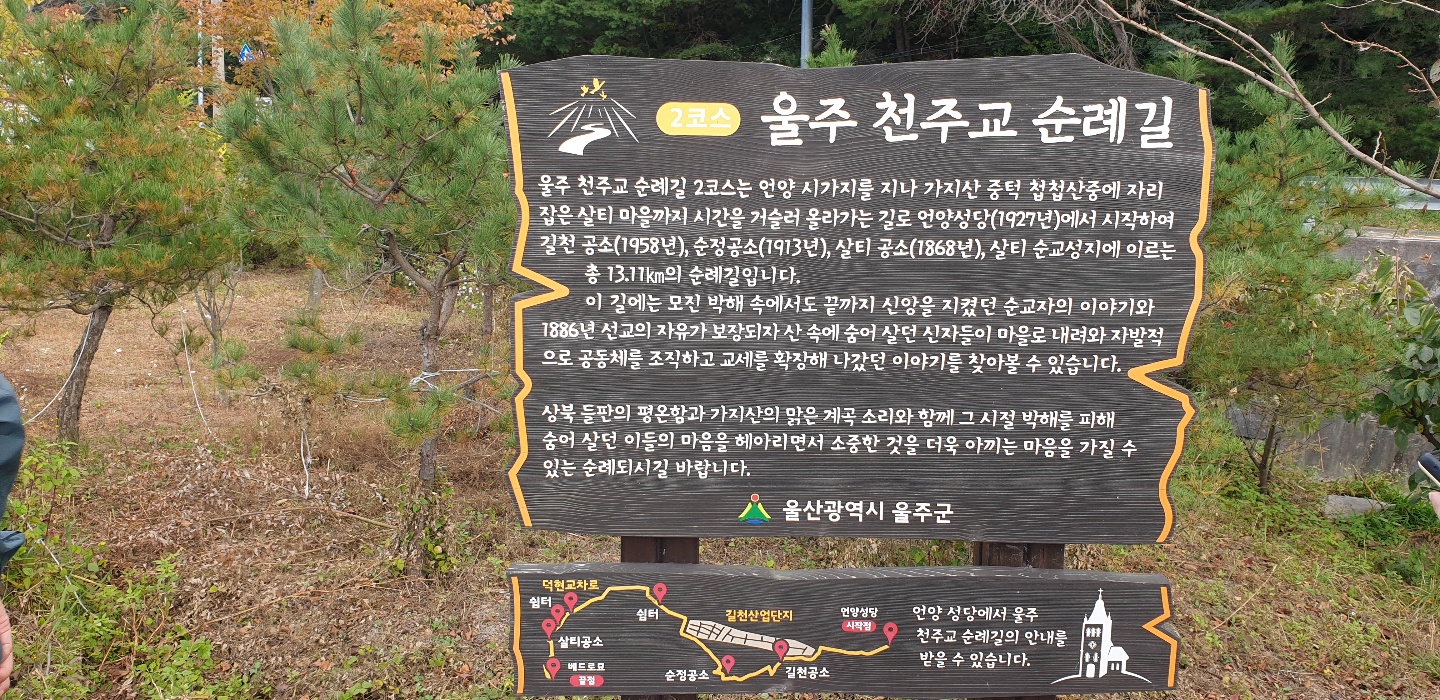 2코스 울주 천주교 순례길
울주 천주교 순례길 2코스는 언양 시가지를 지나 가지산 중턱 첩첩산중에 자리
잡은 살티 마을까지 시간을 거슬러 올라가는 길로 언양성당(1927년)에서 시작하여
길천 공소(1958년), 순정공소(1913년), 살티 공소(1868년), 살티 순교성지에 이르는
총 13.11km의 순례길입니다.
이 길에는 모진 박해 속에서도 끝까지 신앙을 지켰던 순교자의 이야기와
1886년 선교의 자유가 보장되자 산 속에 숨어 살던 신자들이 마을로 내려와 자발적
으로 공동체를 조직하고 교세를 확장해 나갔던 이야기를 찾아볼 수 있습니다.
상북 들판의 평온함과 가지산의 맑은 계곡 소리와 함께 그 시절 박해를 피해
숨어 살던 이들의 마음을 헤아리면서 소중한 것을 더욱 아끼는 마음을 가질 수
있는 순례되시길 바랍니다.
울산광역시 울주군
덕현교차로
쉼터
살티공소
베드로묘
끝점
쉼터
길천산업단지
순정공소
길천공소
언양성당
시작점
언양 성당에서 울주
천주교 순례길의 안내를
받을 수 있습니다.